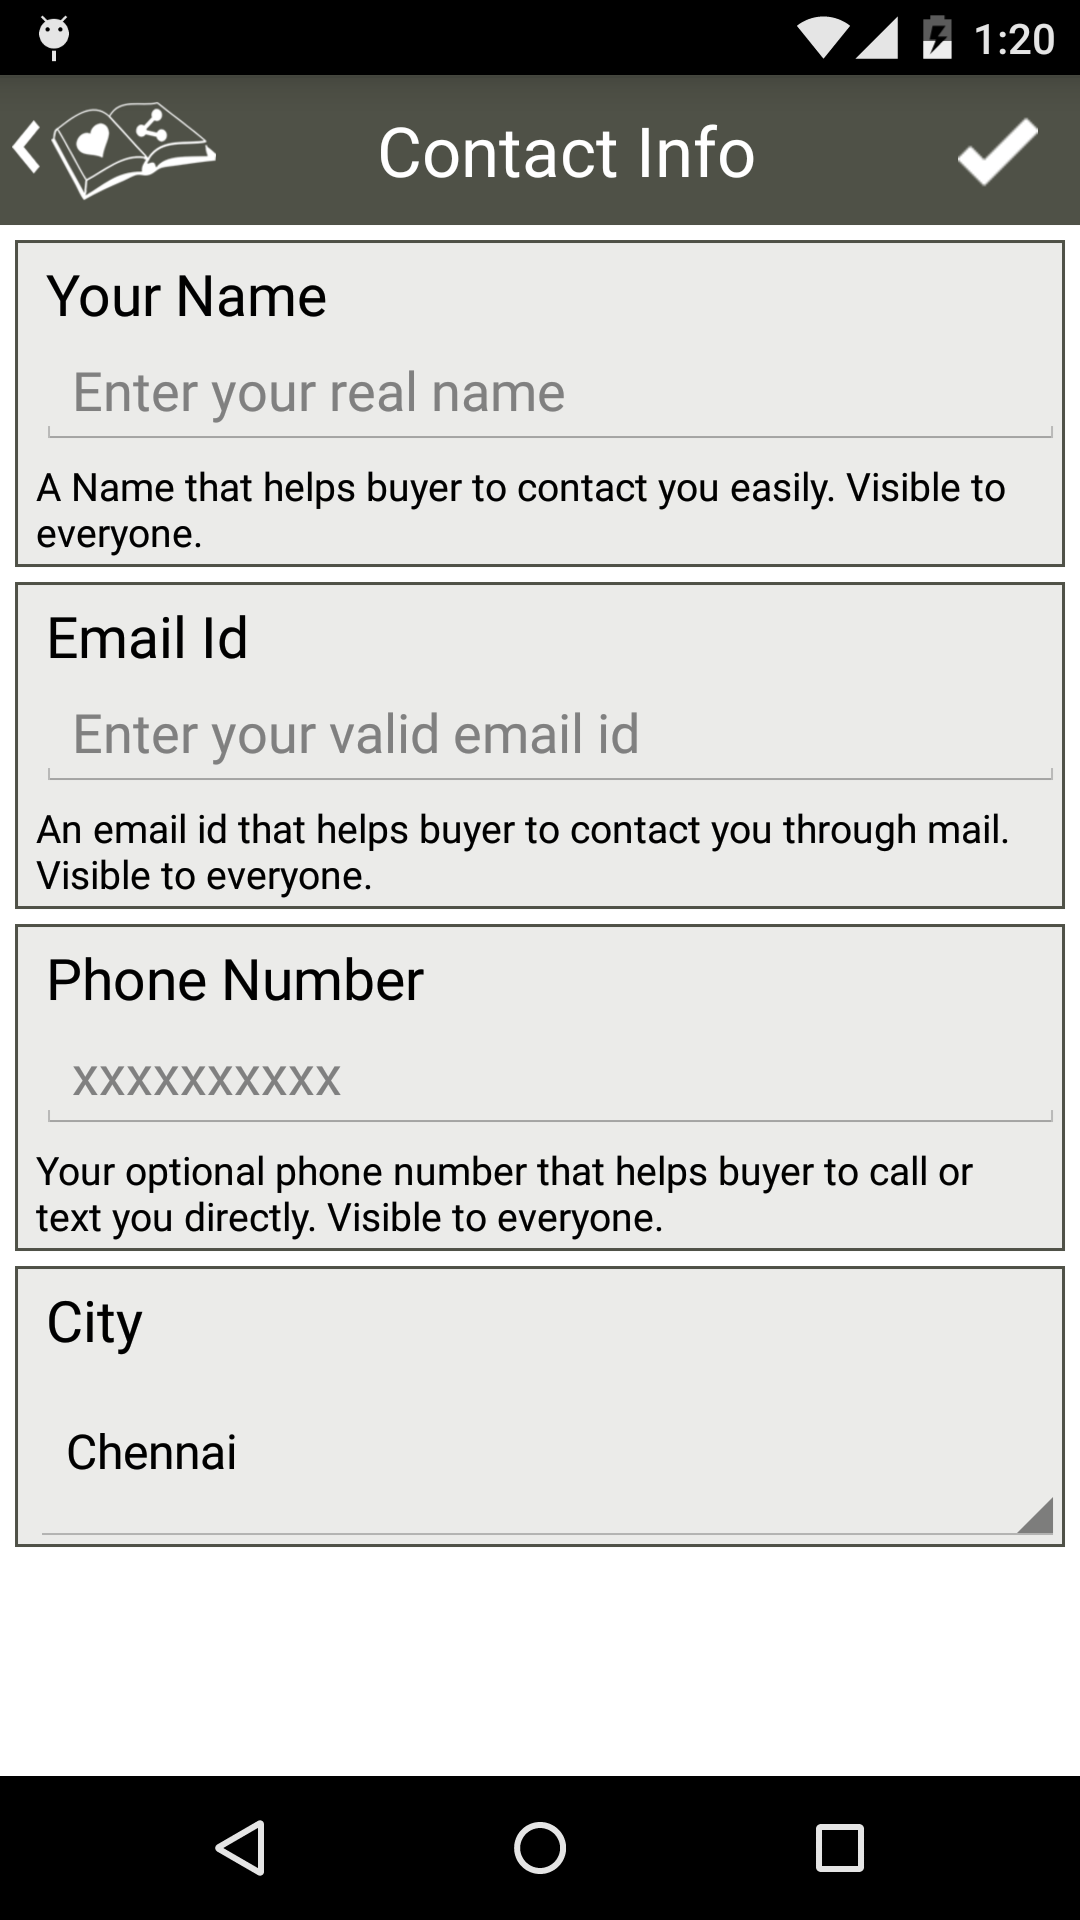 1:20
Contact Info
Your Name
Enter your real name
A Name that helps buyer to contact you easily. Visible to
everyone.
Email Id
Enter your valid email id
An email id that helps buyer to contact you through mail.
Visible to everyone.
Phone Number
xxxxxxxxxx
Your optional phone number that helps buyer to call or
text you directly. Visible to everyone.
City
Chennai